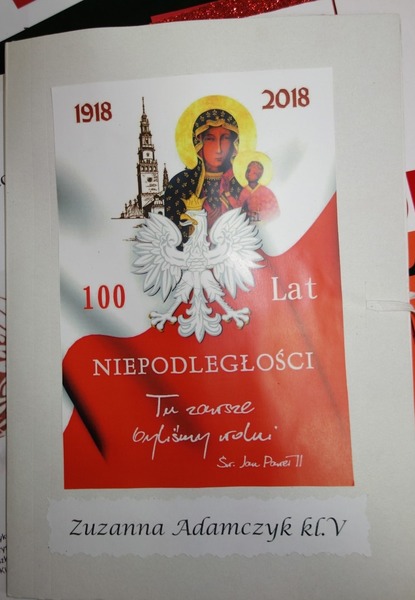 1918 2018
100 Lat
NIEPODLEGŁOŚCI
Tu zawsze
byliśmy wolni
Św. Jan Paweł II
Zuzanna Adamczyk kl.V